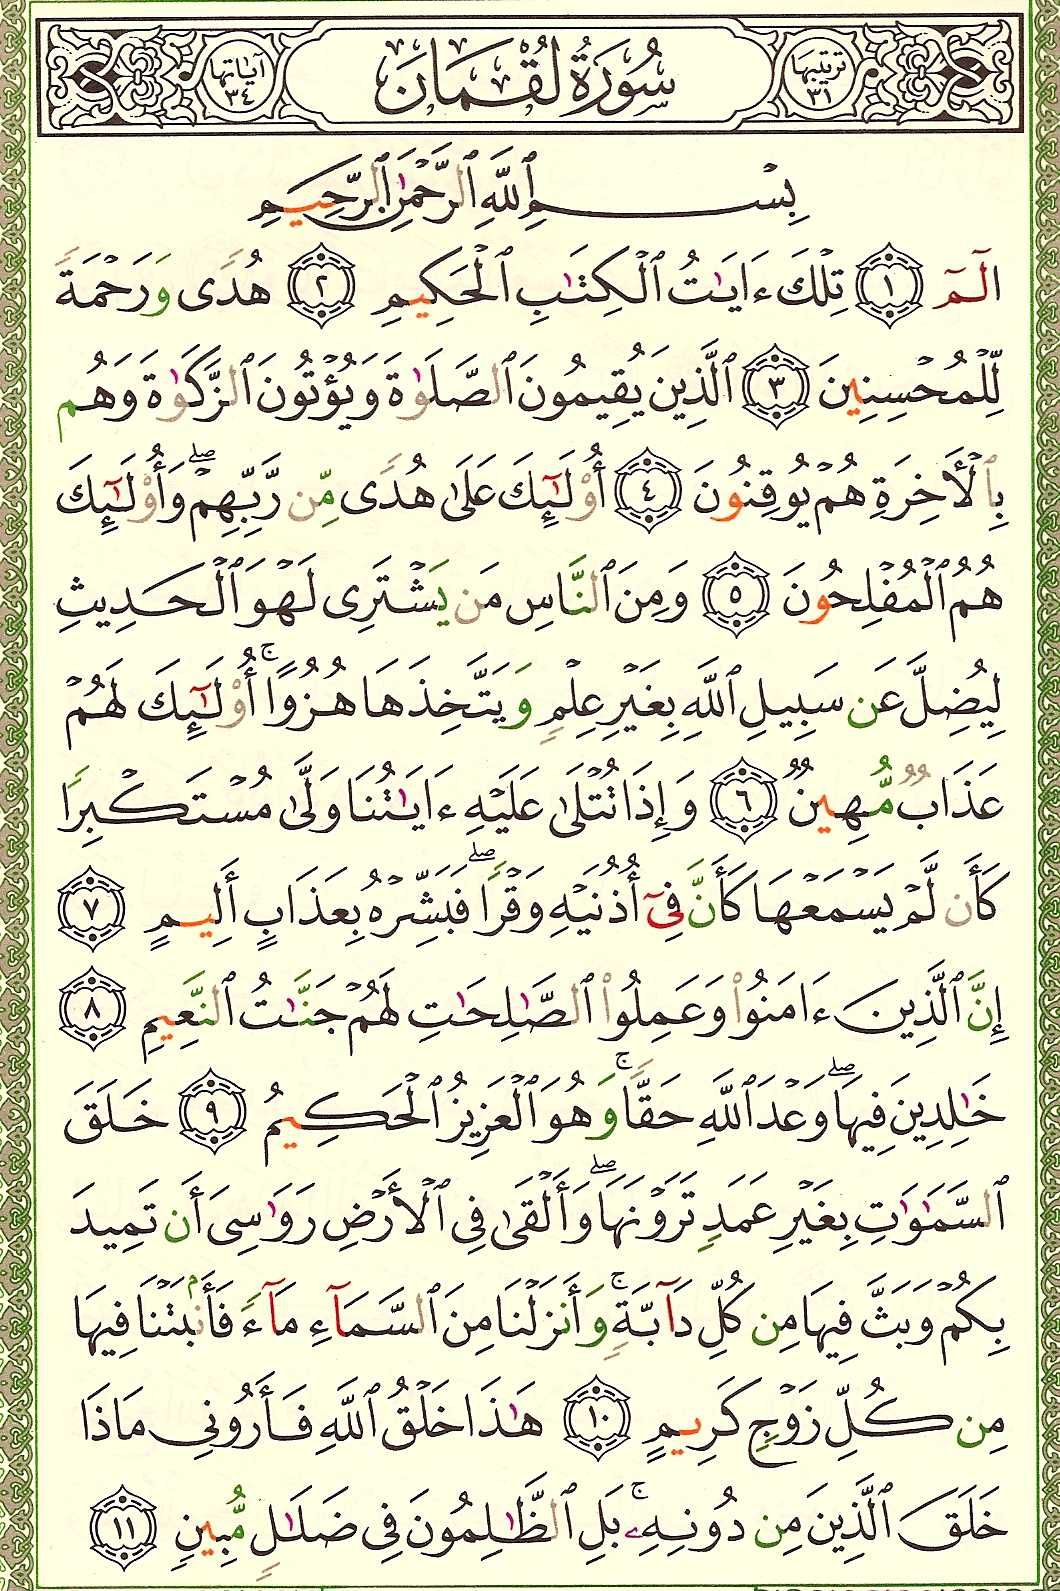 ترتيبها ٣١ سُورَةُ لُقْمَانَ آياتها ٣٤
بِسْمِ ٱللَّهِ ٱلرَّحْمَٰنِ ٱلرَّحِيمِ
الٓمٓ ١ تِلْكَ ءَايَٰتُ ٱلْكِتَٰبِ ٱلْحَكِيمِ ٢ هُدًى وَرَحْمَةً
لِّلْمُحْسِنِينَ ٣ ٱلَّذِينَ يُقِيمُونَ ٱلصَّلَوٰةَ وَيُؤْتُونَ ٱلزَّكَوٰةَ وَهُم
بِٱلْأَخِرَةِ هُمْ يُوقِنُونَ ٤ أُوْلَٰٓئِكَ عَلَىٰ هُدًى مِّن رَّبِّهِمْ ۖ وَأُوْلَٰٓئِكَ
هُمُ ٱلْمُفْلِحُونَ ٥ وَمِنَ ٱلنَّاسِ مَن يَشْتَرِى لَهْوَ ٱلْحَدِيثِ
لِيُضِلَّ عَن سَبِيلِ ٱللَّهِ بِغَيْرِ عِلْمٍ وَيَتَّخِذَهَا هُزُوًا ۚ أُوْلَٰٓئِكَ لَهُمْ
عَذَابٌ مُّهِينٌ ٦ وَإِذَا تُتْلَىٰ عَلَيْهِ ءَايَٰتُنَا وَلَّىٰ مُسْتَكْبِرًا
كَأَن لَّمْ يَسْمَعْهَا كَأَنَّ فِىٓ أُذُنَيْهِ وَقْرًا ۖ فَبَشِّرْهُ بِعَذَابٍ أَلِيمٍ ٧
إِنَّ ٱلَّذِينَ ءَامَنُوا۟ وَعَمِلُوا۟ ٱلصَّٰلِحَٰتِ لَهُمْ جَنَّٰتُ ٱلنَّعِيمِ ٨
خَٰلِدِينَ فِيهَا ۖ وَعْدَ ٱللَّهِ حَقًّا ۚ وَهُوَ ٱلْعَزِيزُ ٱلْحَكِيمُ ٩ خَلَقَ
ٱلسَّمَٰوَٰتِ بِغَيْرِ عَمَدٍ تَرَوْنَهَا ۖ وَأَلْقَىٰ فِى ٱلْأَرْضِ رَوَٰسِىَ أَن تَمِيدَ
بِكُمْ وَبَثَّ فِيهَا مِن كُلِّ دَآبَّةٍ ۚ وَأَنزَلْنَا مِنَ ٱلسَّمَآءِ مَآءً فَأَنۢبَتْنَا فِيهَا
مِن كُلِّ زَوْجٍ كَرِيمٍ ١٠ هَٰذَا خَلْقُ ٱللَّهِ فَأَرُونِى مَاذَا
خَلَقَ ٱلَّذِينَ مِن دُونِهِۦ ۚ بَلِ ٱلظَّٰلِمُونَ فِى ضَلَٰلٍ مُّبِينٍ ١١